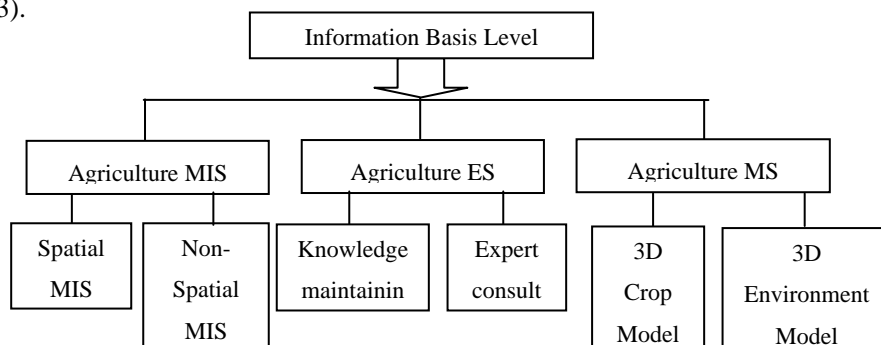 3).
Information Basis Level
Agriculture MIS
Agriculture ES
Agriculture MS
Spatial
MIS
Non-
Spatial
MIS
Knowledge
maintainin
Expert
consult
3D
Crop
Model
3D
Environment
Model